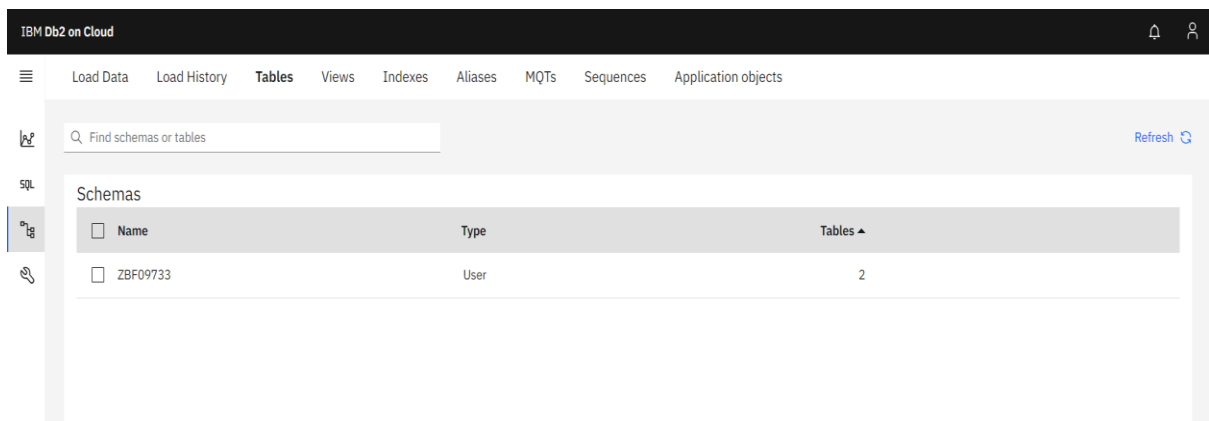 IBM Db2 on Cloud
Load Data Load History Tables Views Indexes Aliases MQTs Sequences Application objects
Find schemas or tables Refresh
SQL
Schemas
Name Type Tables
ZBF09733 User 2